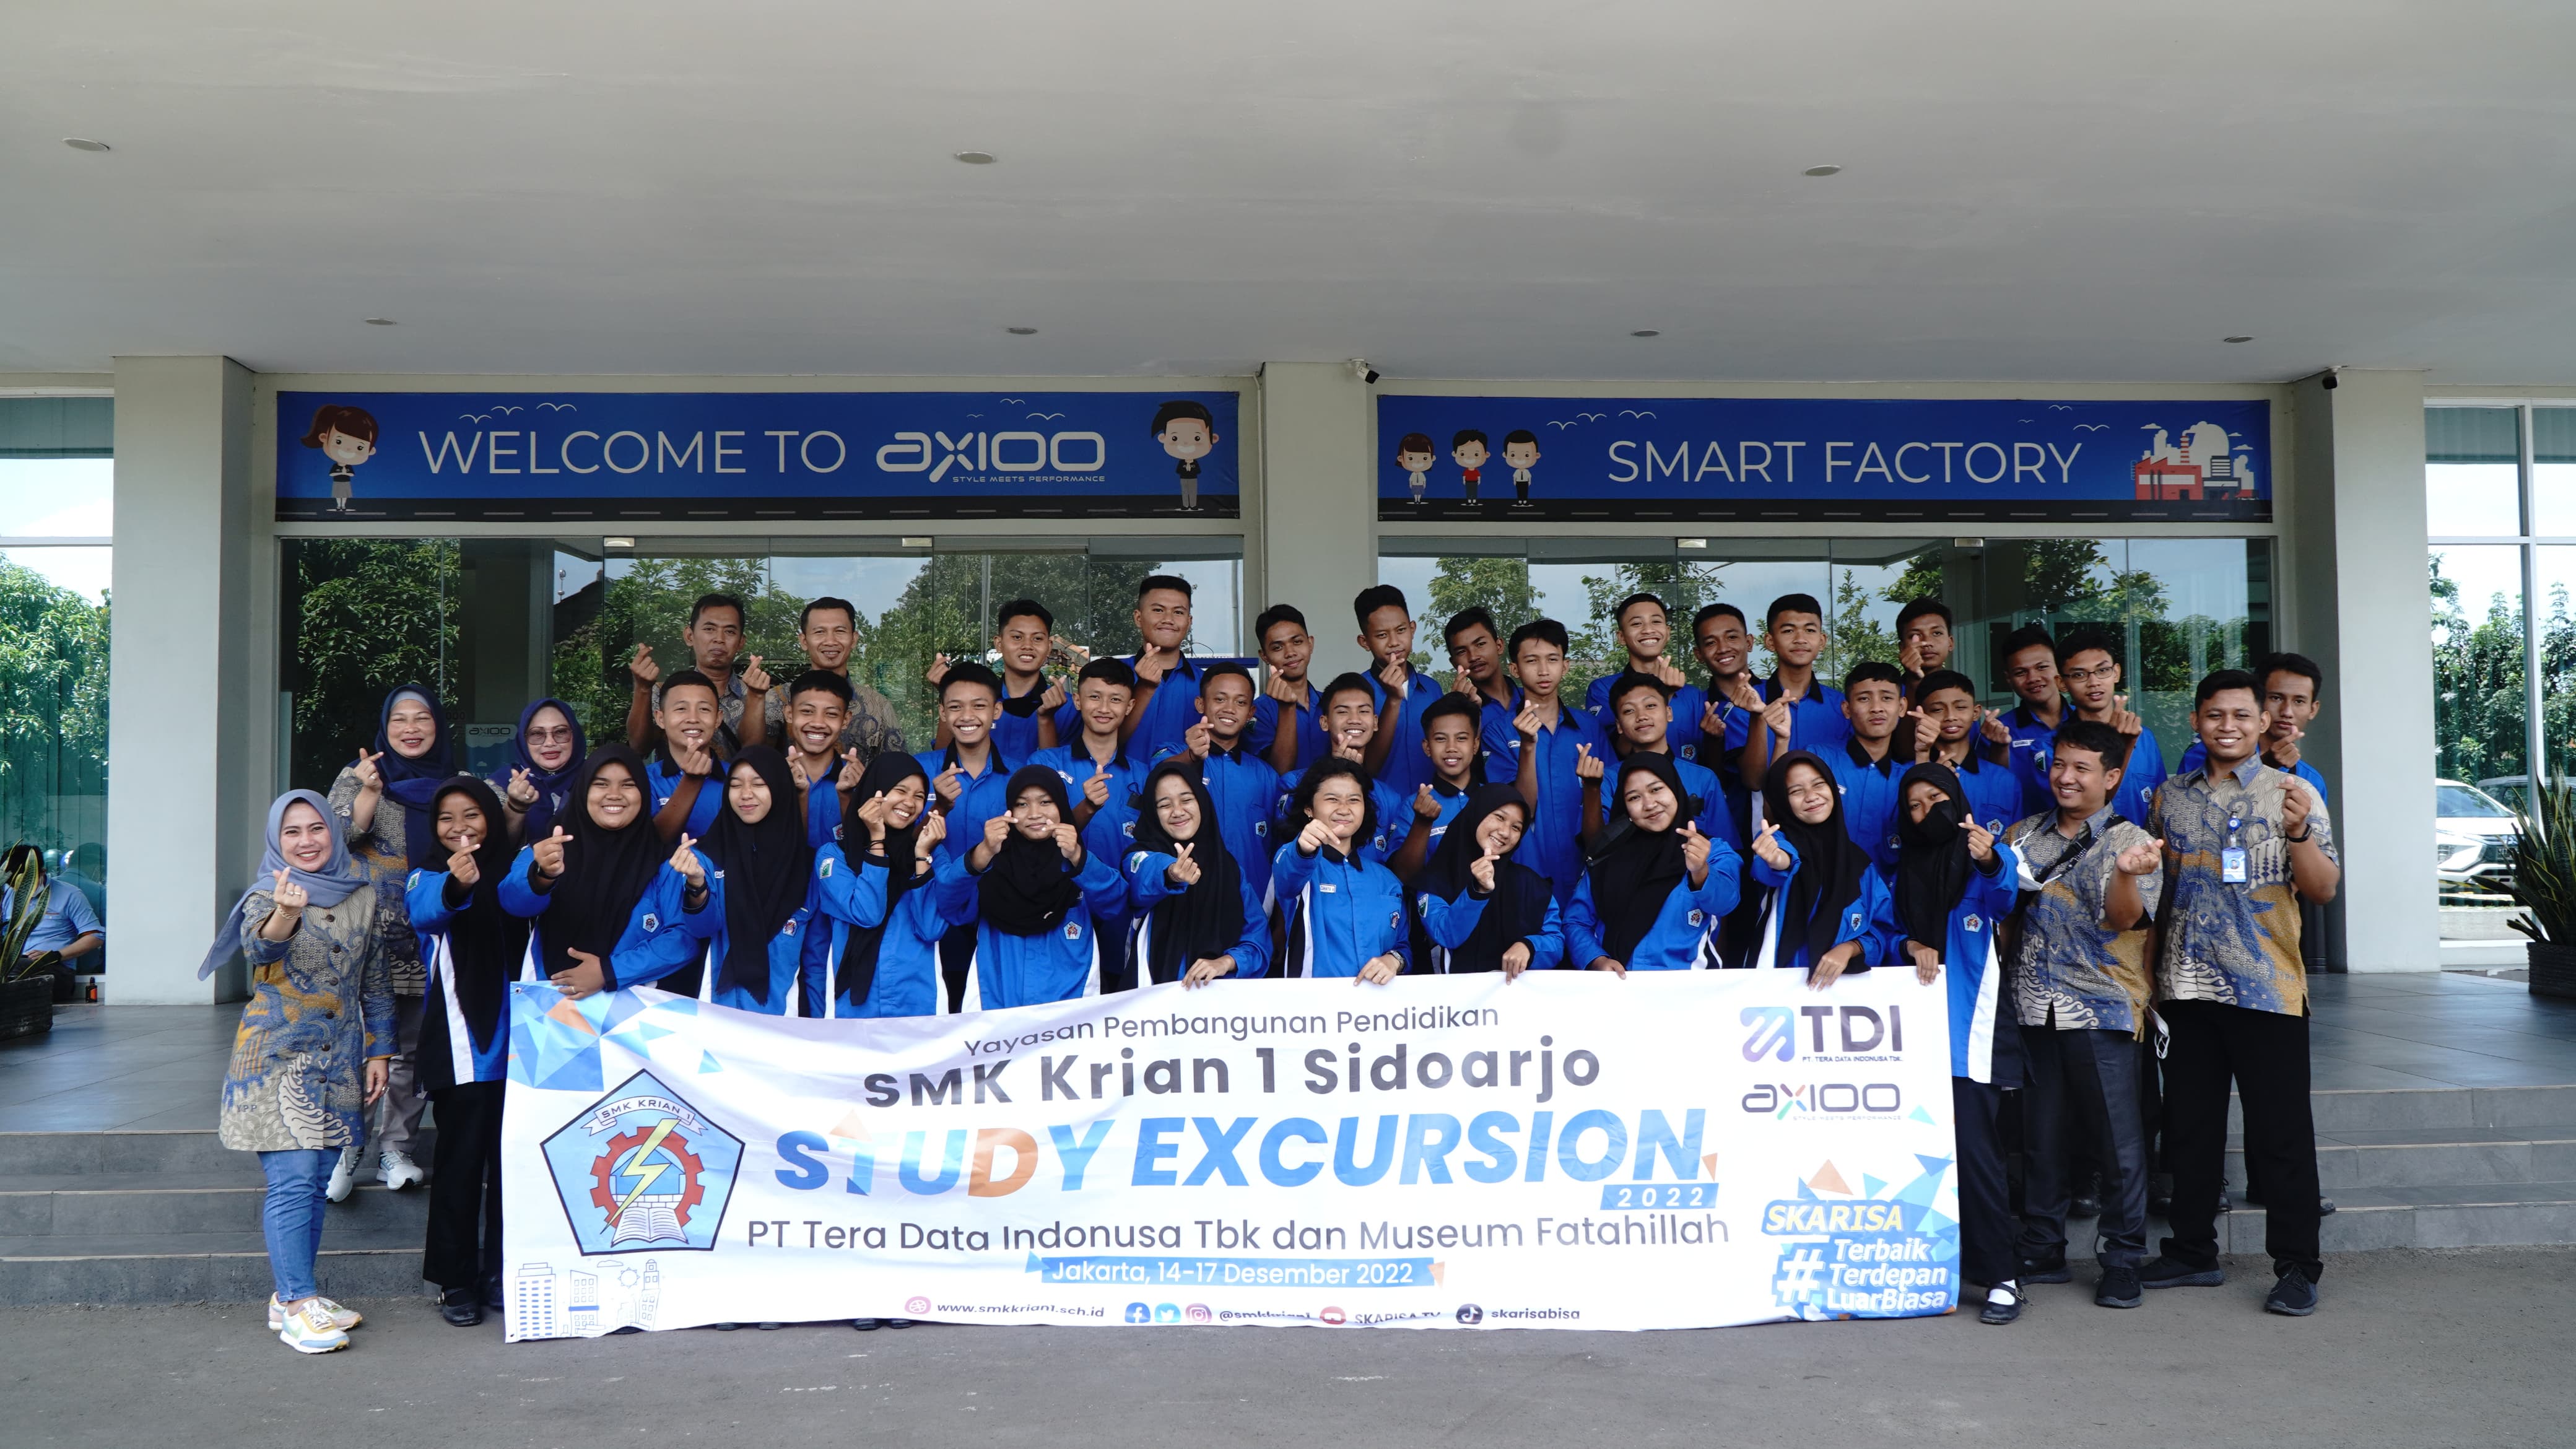 WELCOME TO axioo
STYLE MEETS PERFORMANCE
SMART FACTORY
axioo
Yayasan Pembangunan Pendidikan
SMK Krian 1 Sidoarjo
STUDY EXCURSION
2022
PT Tera Data Indonusa Tbk dan Museum Fatahillah
Jakarta, 14-17 Desember 2022
www.smkkrian1.sch.id @smkkrian1 SKARISA TV skarisabisa
SMK KRIAN 1
TDI
PT. TERA DATA INDONUSA Tbk.
axioo
STYLE MEETS PERFORMANCE
SKARISA
#Terbaik
Terdepan
LuarBiasa